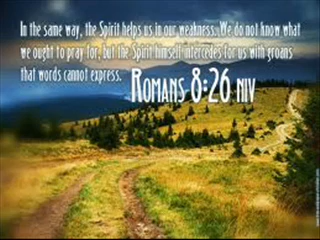 In the same way, the Spirit helps us in our weakness. We do not know what
we ought to pray for, but the Spirit himself intercedes for us with groans
that words cannot express.
Romans 8:26 NIV